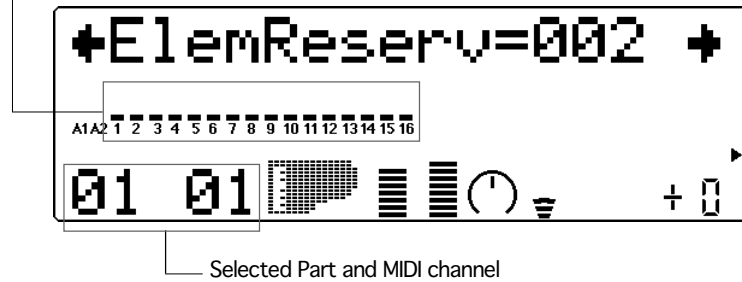 ←ElemReserv=002 →
A1 A2 1 2 3 4 5 6 7 8 9 10 11 12 13 14 15 16
01 01 + 0
Selected Part and MIDI channel